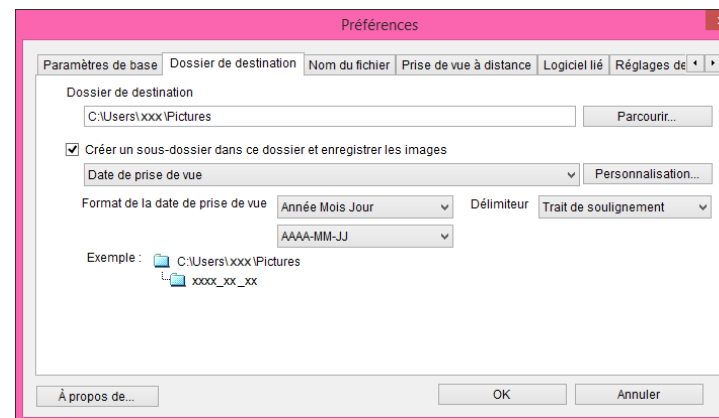 Préférences
Paramètres de base Dossier de destination Nom du fichier Prise de vue à distance Logiciel lié Réglages de
Dossier de destination
C:\Users\xxx\Pictures Parcourir...
Créer un sous-dossier dans ce dossier et enregistrer les images
Date de prise de vue Personnalisation...
Format de la date de prise de vue Année Mois Jour Délimiteur Trait de soulignement
AAAA-MM-JJ
Exemple : C:\Users\xxx\Pictures
xxxx_xx_xx
À propos de... OK Annuler